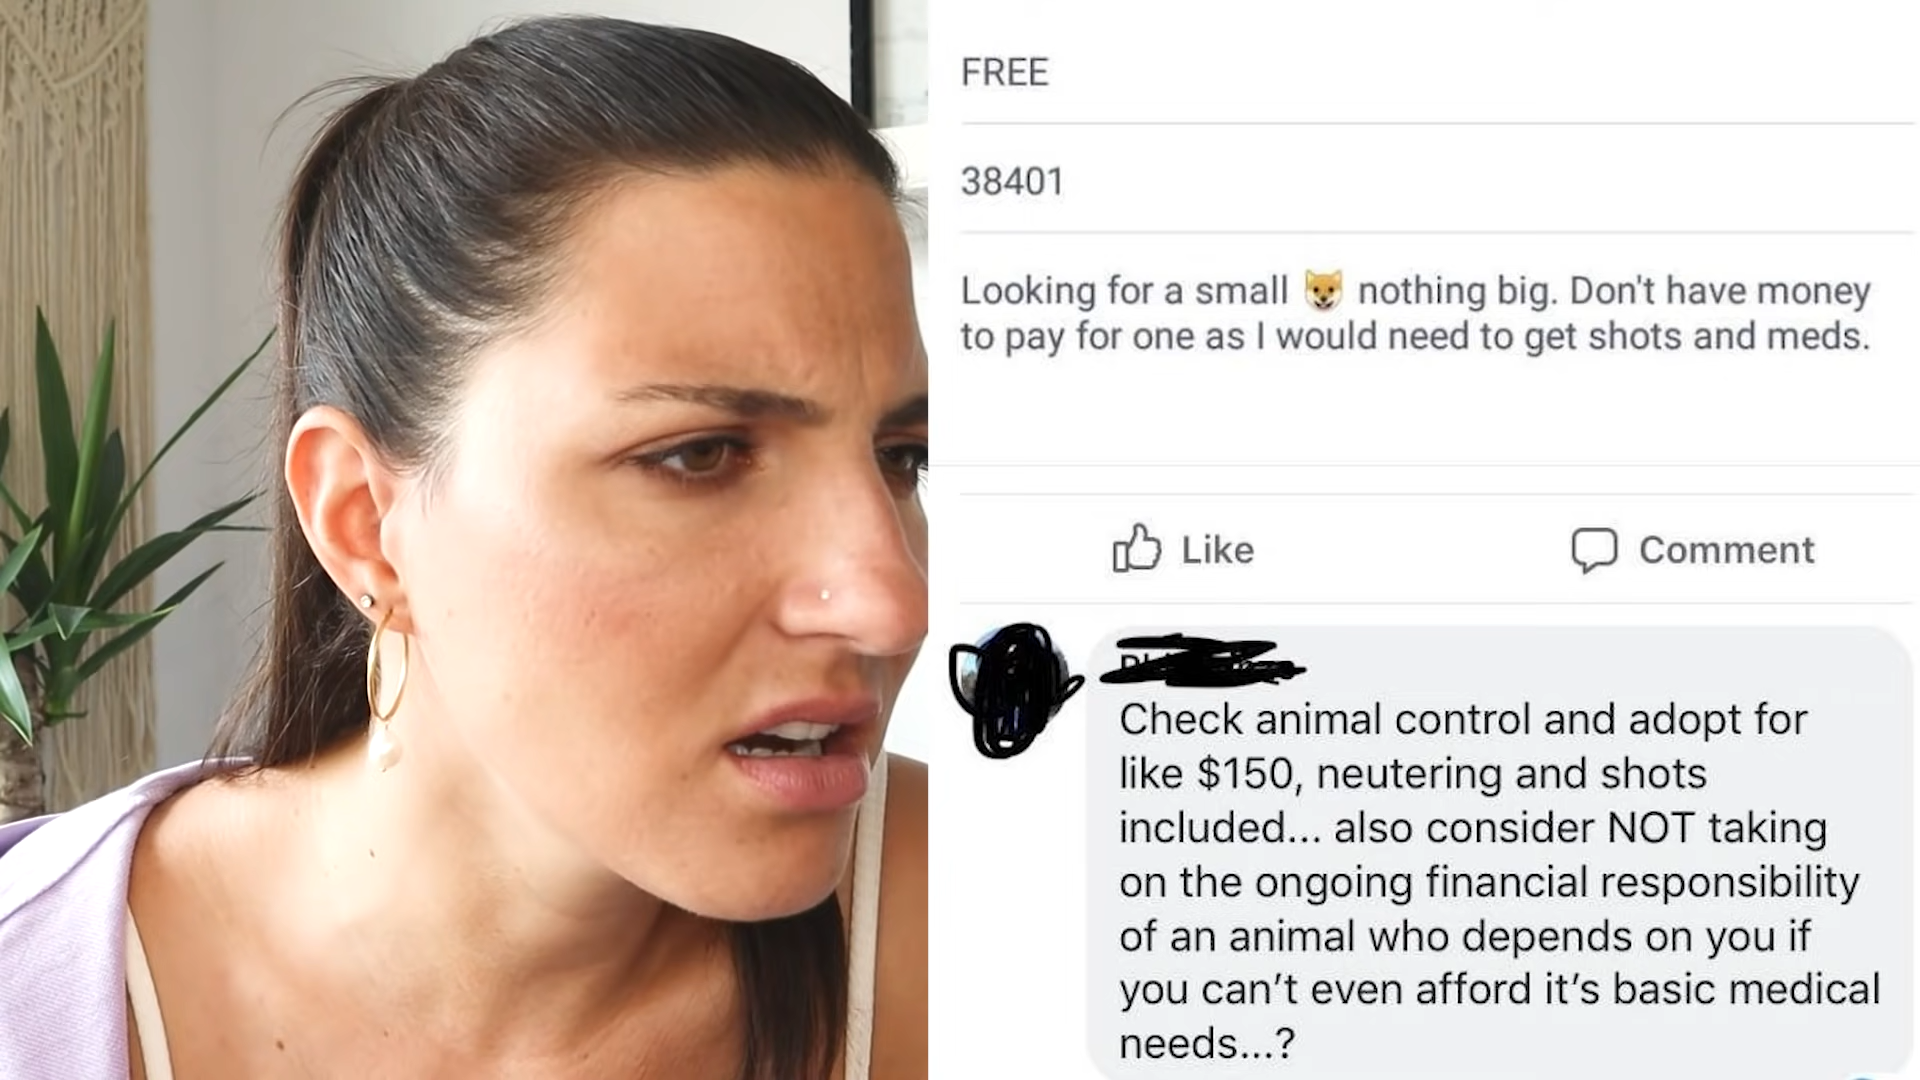 FREE
38401
Looking for a small 🐕 nothing big. Don't have money
to pay for one as I would need to get shots and meds.
Like
Comment
Check animal control and adopt for
like $150, neutering and shots
included... also consider NOT taking
on the ongoing financial responsibility
of an animal who depends on you if
you can’t even afford it’s basic medical
needs...?